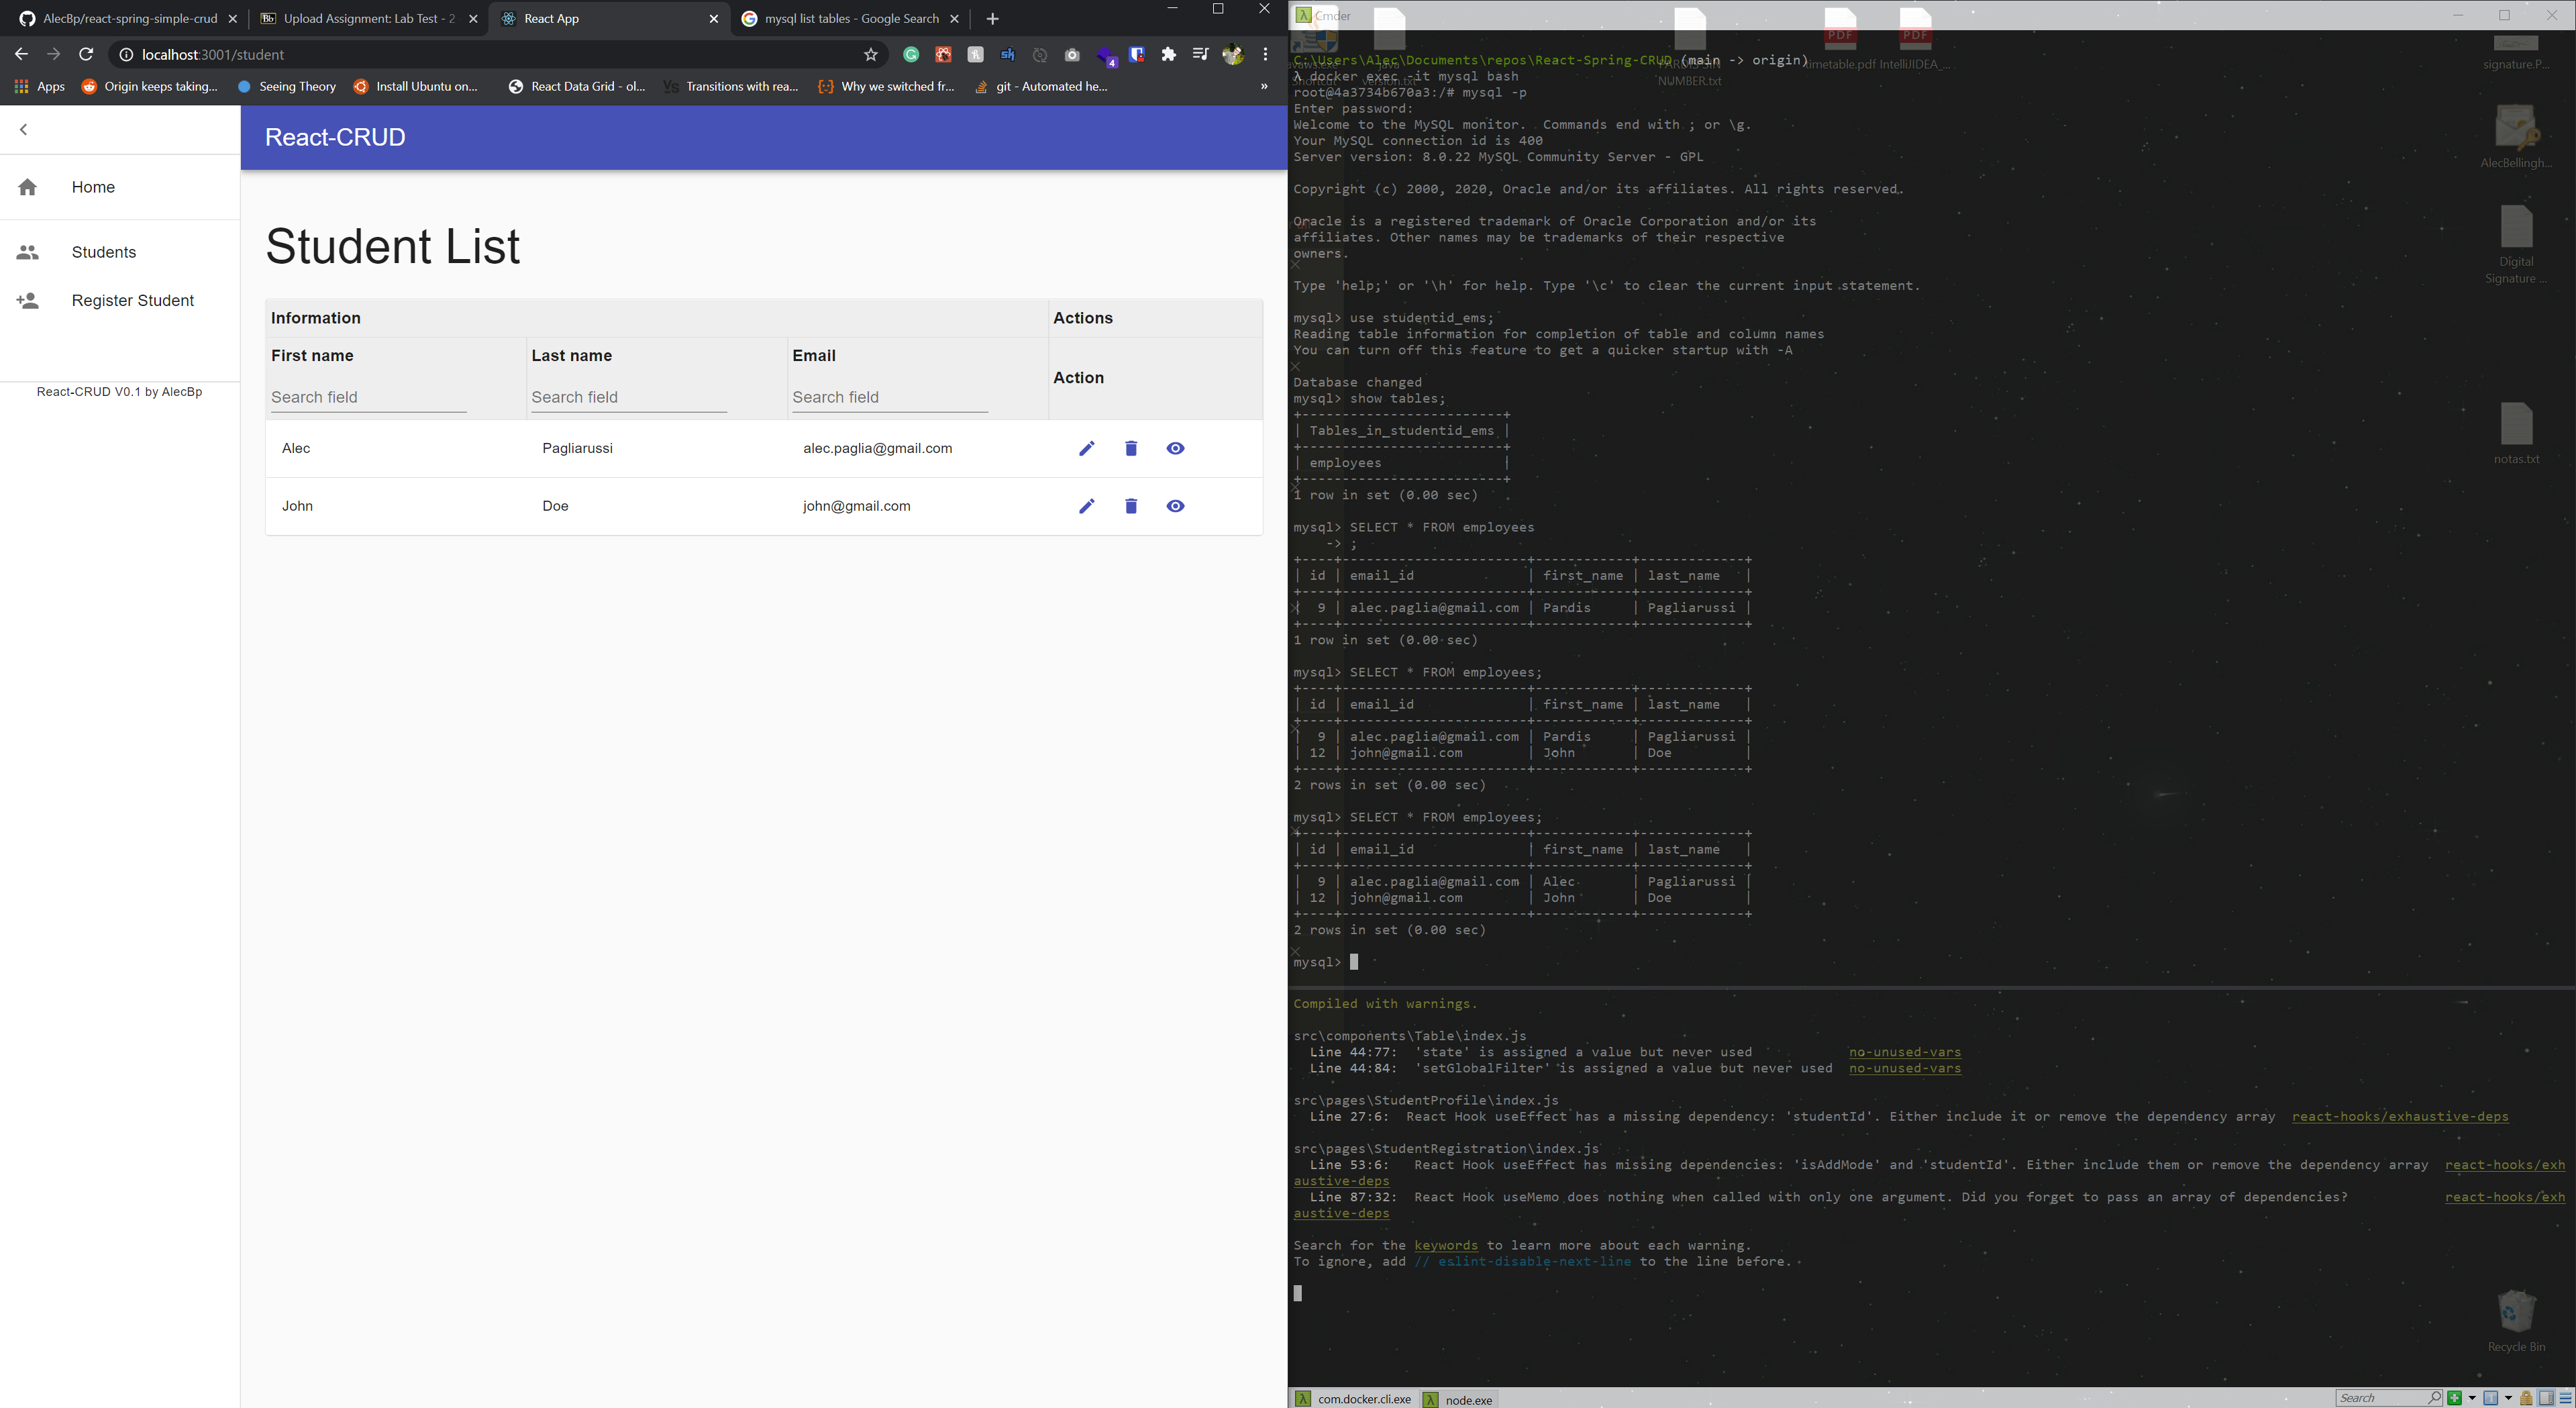 AlecBp/react-spring-simple-crud
Upload Assignment: Lab Test - 2
React App
mysql list tables - Google Search
localhost:3001/student
4
Apps
Origin keeps taking...
Seeing Theory
Install Ubuntu on...
React Data Grid - ol...
Transitions with rea...
Why we switched fr...
git - Automated he...
»
React-CRUD
Home
Students
Register Student
React-CRUD V0.1 by AlecBp
Student List
Information Actions
First name Last name Email Action
Search field Search field Search field
Alec Pagliarussi alec.paglia@gmail.com
John Doe john@gmail.com
Cmder
C:\Users\Alec\Documents\repos\React-Spring-CRUD (main -> origin)
λ docker exec -it mysql bash
root@4a3734b670a3:/# mysql -p
Enter password:
Welcome to the MySQL monitor.  Commands end with ; or \g.
Your MySQL connection id is 400
Server version: 8.0.22 MySQL Community Server - GPL
Copyright (c) 2000, 2020, Oracle and/or its affiliates. All rights reserved.
Oracle is a registered trademark of Oracle Corporation and/or its
affiliates. Other names may be trademarks of their respective
owners.
Type 'help;' or '\h' for help. Type '\c' to clear the current input statement.
mysql> use studentid_ems;
Reading table information for completion of table and column names
You can turn off this feature to get a quicker startup with -A
Database changed
mysql> show tables;
+--------------------------+
| Tables_in_studentid_ems |
+--------------------------+
| employees |
+--------------------------+
1 row in set (0.00 sec)
mysql> SELECT * FROM employees
-> ;
+----+-----------------------+------------+-------------+
| id | email_id | first_name | last_name |
+----+-----------------------+------------+-------------+
| 9 | alec.paglia@gmail.com | Pardis | Pagliarussi |
+----+-----------------------+------------+-------------+
1 row in set (0.00 sec)
mysql> SELECT * FROM employees;
+----+-----------------------+------------+-------------+
| id | email_id | first_name | last_name |
+----+-----------------------+------------+-------------+
| 9 | alec.paglia@gmail.com | Pardis | Pagliarussi |
| 12 | john@gmail.com | John | Doe |
+----+-----------------------+------------+-------------+
2 rows in set (0.00 sec)
mysql> SELECT * FROM employees;
+----+-----------------------+------------+-------------+
| id | email_id | first_name | last_name |
+----+-----------------------+------------+-------------+
| 9 | alec.paglia@gmail.com | Alec | Pagliarussi |
| 12 | john@gmail.com | John | Doe |
+----+-----------------------+------------+-------------+
2 rows in set (0.00 sec)
mysql>
Compiled with warnings.
src\components\Table\index.js
Line 44:77:  'state' is assigned a value but never used  no-unused-vars
Line 44:84:  'setGlobalFilter' is assigned a value but never used  no-unused-vars
src\pages\StudentProfile\index.js
Line 27:6:  React Hook useEffect has a missing dependency: 'studentId'. Either include it or remove the dependency array  react-hooks/exhaustive-deps
src\pages\StudentRegistration\index.js
Line 53:6:  React Hook useEffect has missing dependencies: 'isAddMode' and 'studentId'. Either include them or remove the dependency array  react-hooks/exh
austive-deps
Line 87:32:  React Hook useMemo does nothing when called with only one argument. Did you forget to pass an array of dependencies?  react-hooks/exh
austive-deps
Search for the keywords to learn more about each warning.
To ignore, add // eslint-disable-next-line to the line before.
com.docker.cli.exe
node.exe
Search
PDF
PDF
NUMBER.txt
timetable.pdf
IntelliJIDEA_...
signature.P...
AlecBellingh...
Digital
Signature ...
notas.txt
Recycle Bin